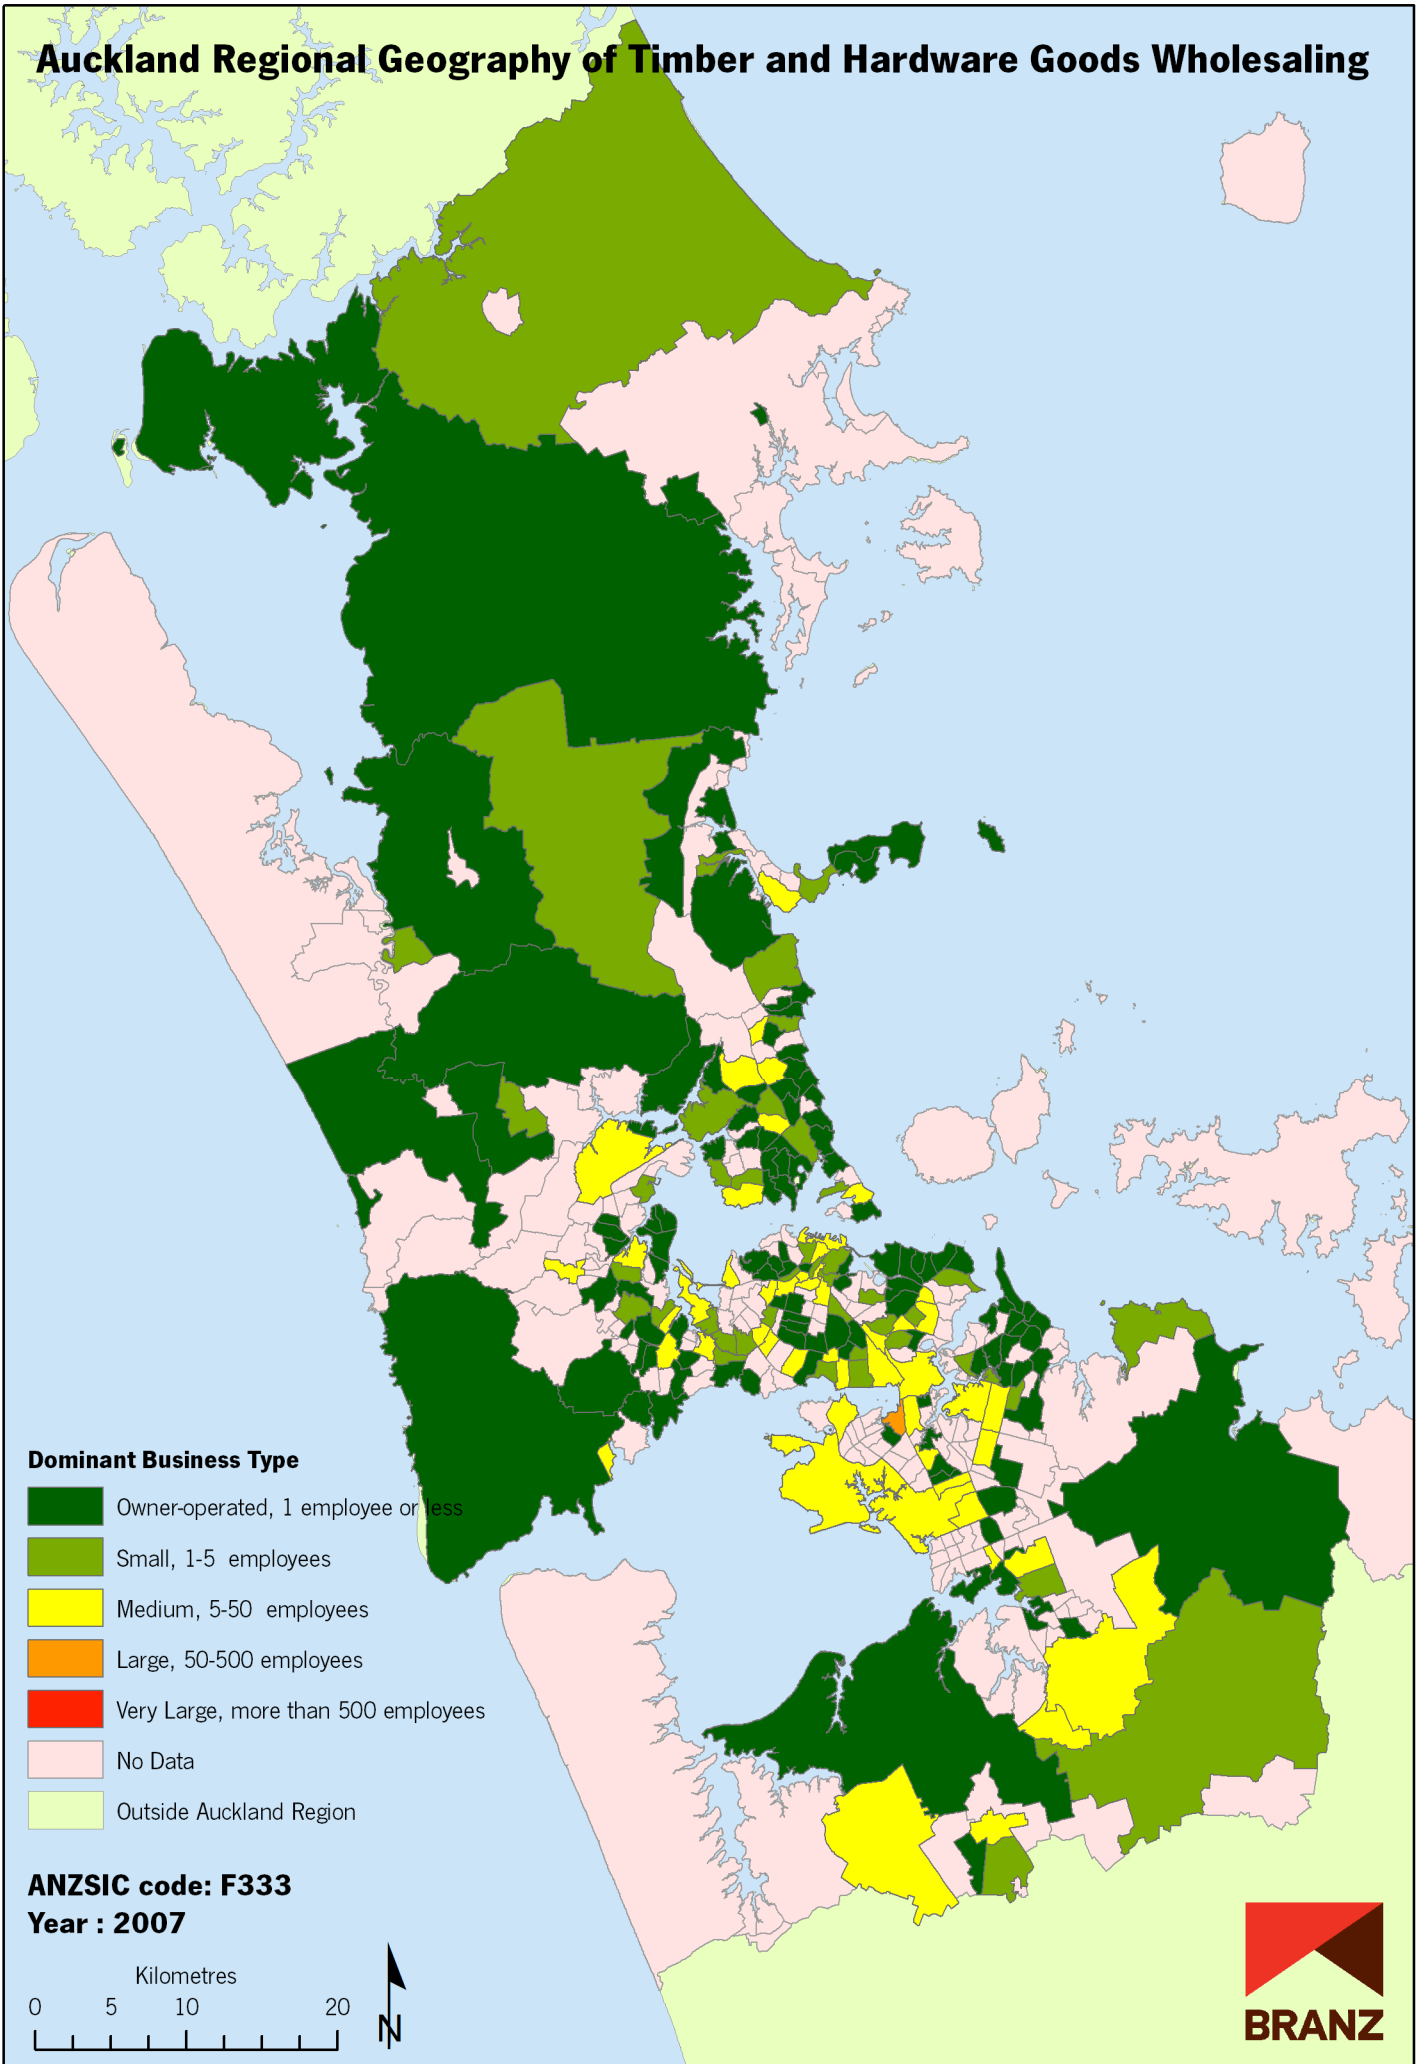 Auckland Regional Geography of Timber and Hardware Goods Wholesaling
Dominant Business Type
Owner-operated, 1 employee or less
Small, 1-5 employees
Medium, 5-50 employees
Large, 50-500 employees
Very Large, more than 500 employees
No Data
Outside Auckland Region
ANZSIC code: F333
Year : 2007
Kilometres
0 5 10 20
N
BRANZ